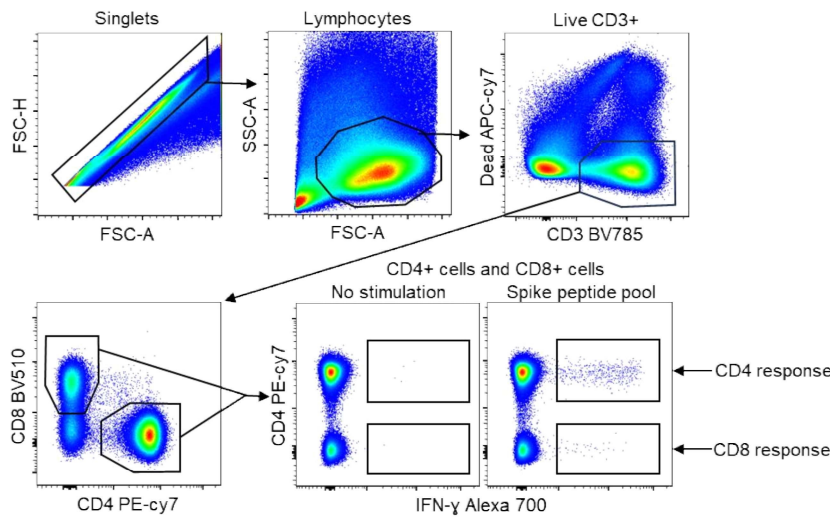 Singlets
Lymphocytes
Live CD3+
FSC-H
FSC-A
SSC-A
FSC-A
Dead APC-cy7
CD3 BV785
CD4+ cells and CD8+ cells
No stimulation
Spike peptide pool
CD8 BV510
CD4 PE-cy7
CD4 PE-cy7
IFN-ɣ Alexa 700
CD4 response
CD8 response